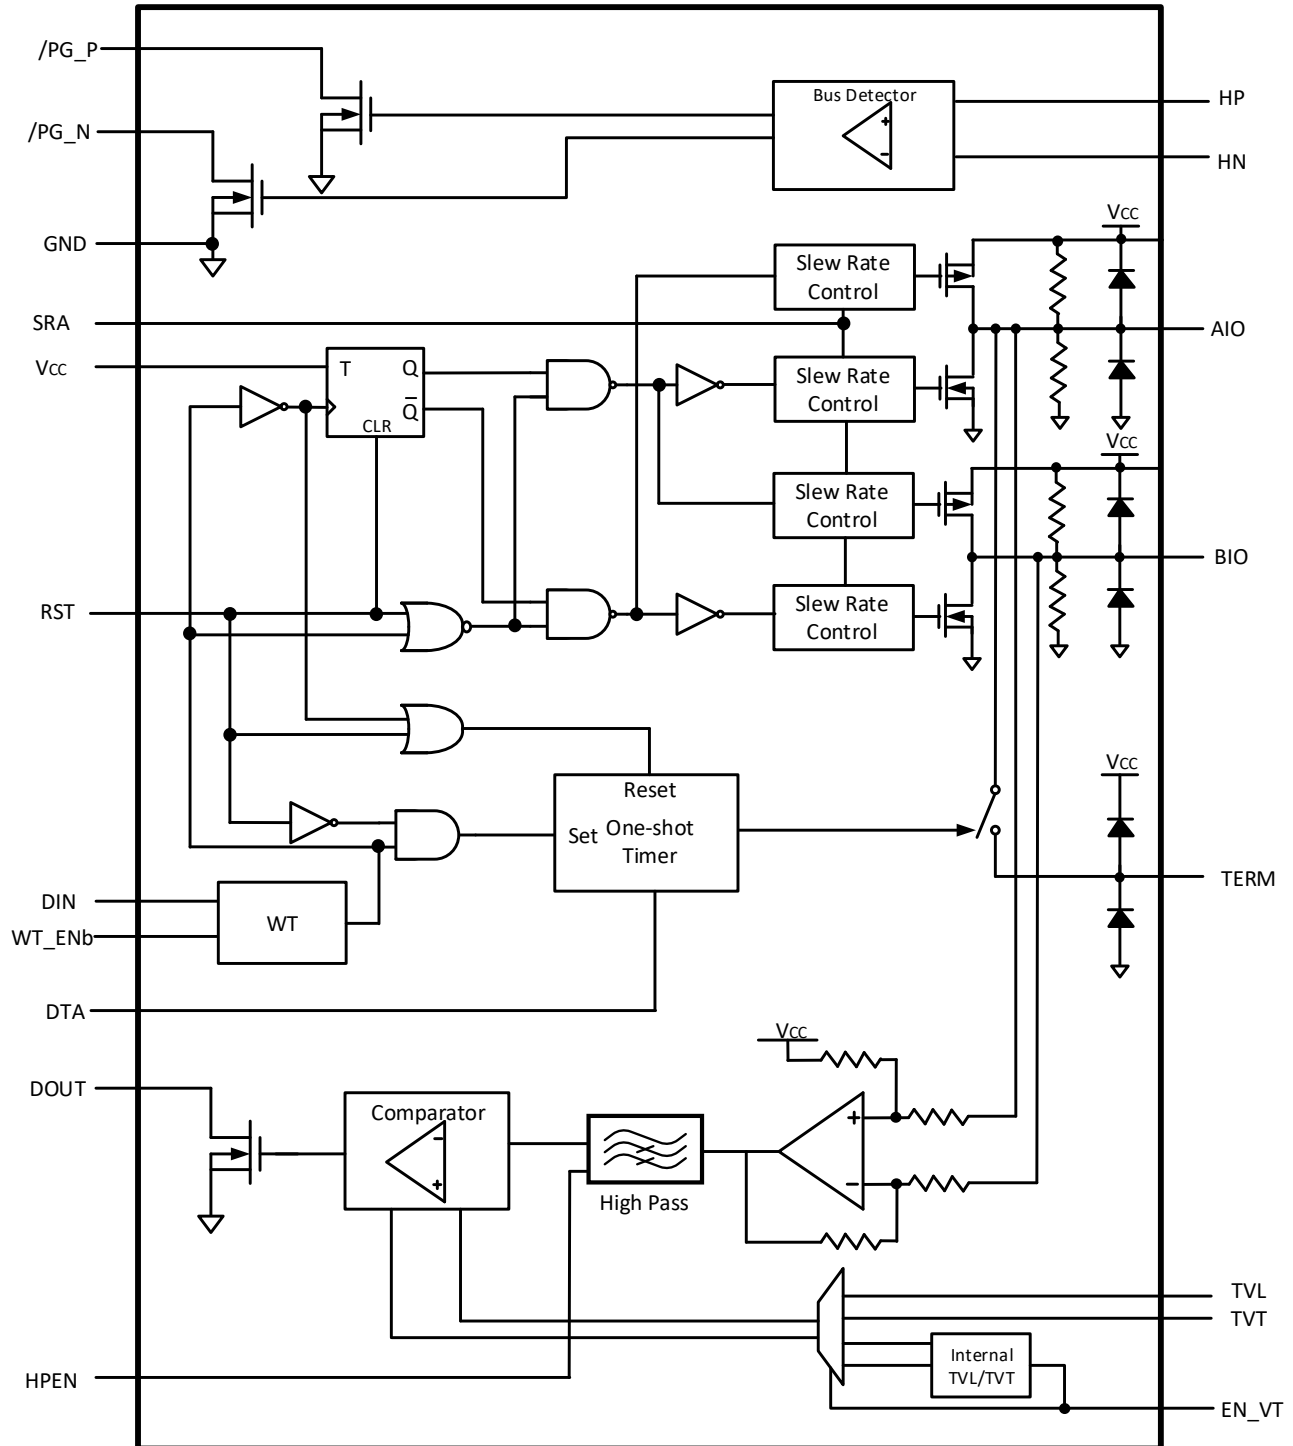 /PG_P
/PG_N
GND
SRA
VCC
RST
DIN
WT_ENb
DTA
DOUT
HPEN
Bus Detector
+
−
HP
HN
Slew Rate
Control
VCC
AIO
T Q
Q̅
CLR
Slew Rate
Control
VCC
Slew Rate
Control
BIO
Slew Rate
Control
Reset
Set One-shot
Timer
VCC
TERM
WT
VCC
Comparator
−
+
High Pass
+
−
TVL
TVT
Internal
TVL/TVT
EN_VT